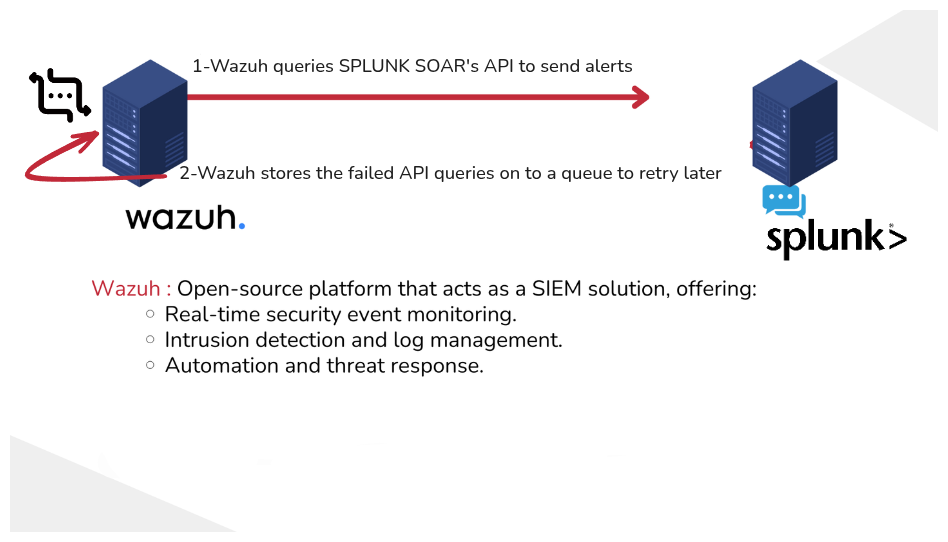 1-Wazuh queries SPLUNK SOAR's API to send alerts
2-Wazuh stores the failed API queries on to a queue to retry later
wazuh.
splunk>
Wazuh : Open-source platform that acts as a SIEM solution, offering:
Real-time security event monitoring.
Intrusion detection and log management.
Automation and threat response.